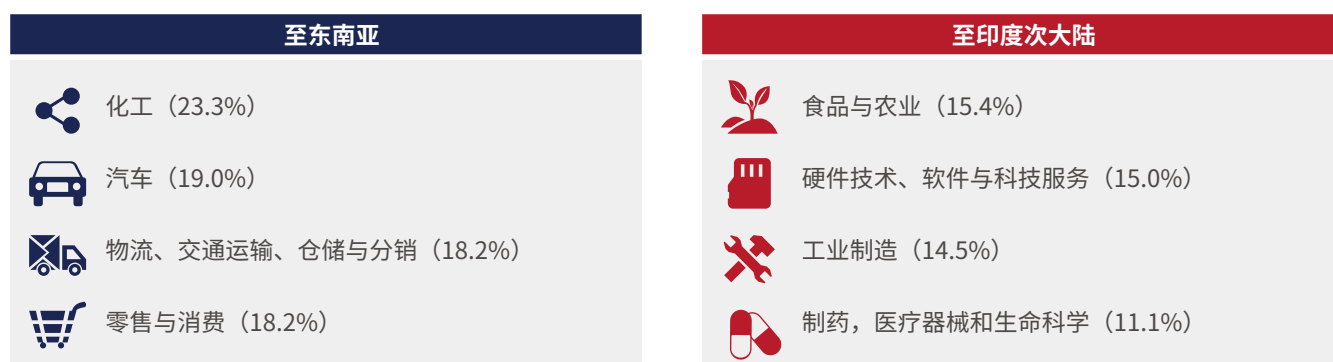 至东南亚
化工（23.3%）
汽车（19.0%）
物流、交通运输、仓储与分销（18.2%）
零售与消费（18.2%）
至印度次大陆
食品与农业（15.4%）
硬件技术、软件与科技服务（15.0%）
工业制造（14.5%）
制药，医疗器械和生命科学（11.1%）